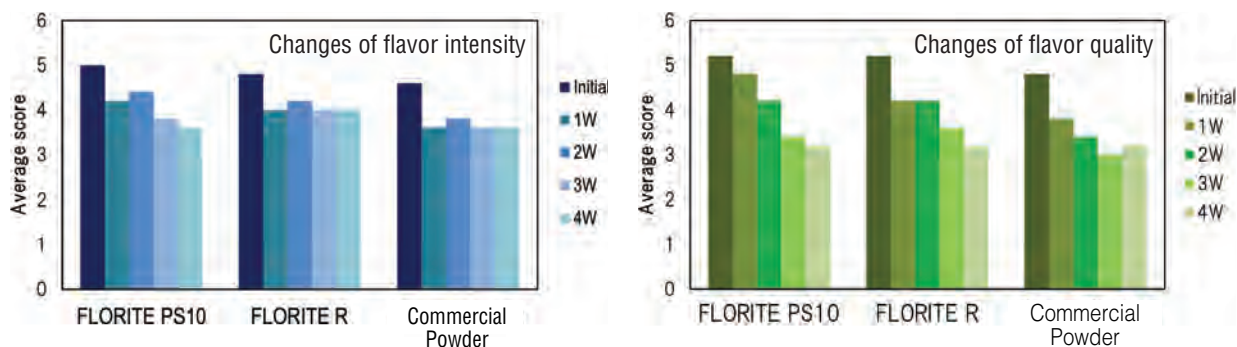 Changes of flavor intensity
Average score
6
5
4
3
2
1
0
FLORITE PS10
FLORITE R
Commercial
Powder
Initial
1W
2W
3W
4W
Changes of flavor quality
Average score
6
5
4
3
2
1
0
FLORITE PS10
FLORITE R
Commercial
Powder
Initial
1W
2W
3W
4W